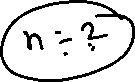 n = ?